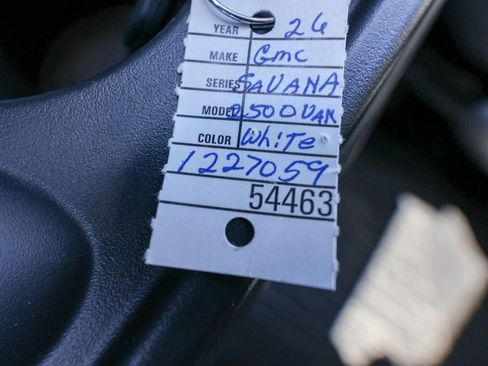 YEAR 26
MAKE Gmc
SERIES SAVANA
MODEL 2500 VAN
COLOR White
1227059
54463